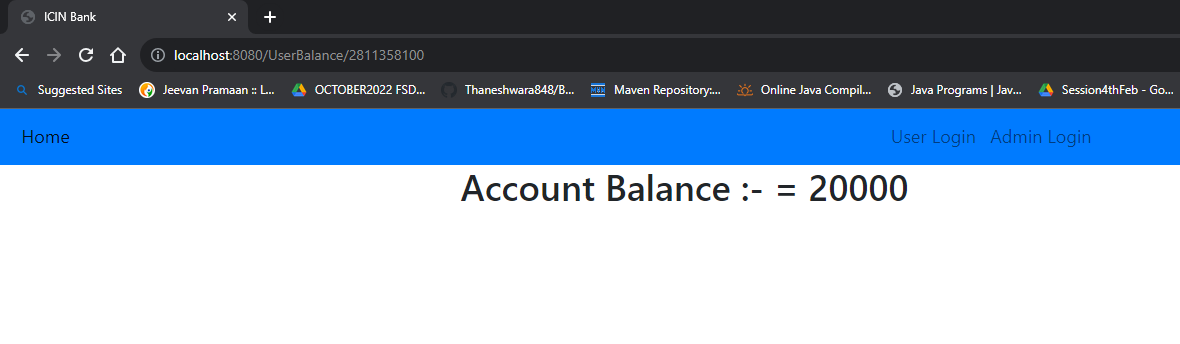 ICIN Bank
localhost:8080/UserBalance/2811358100
Suggested Sites Jeevan Pramaan :: L... OCTOBER2022 FSD... Thaneshwara848/B... Maven Repository:... Online Java Compil... Java Programs | Jav... Session4thFeb - Go...
Home User Login Admin Login
Account Balance :- = 20000